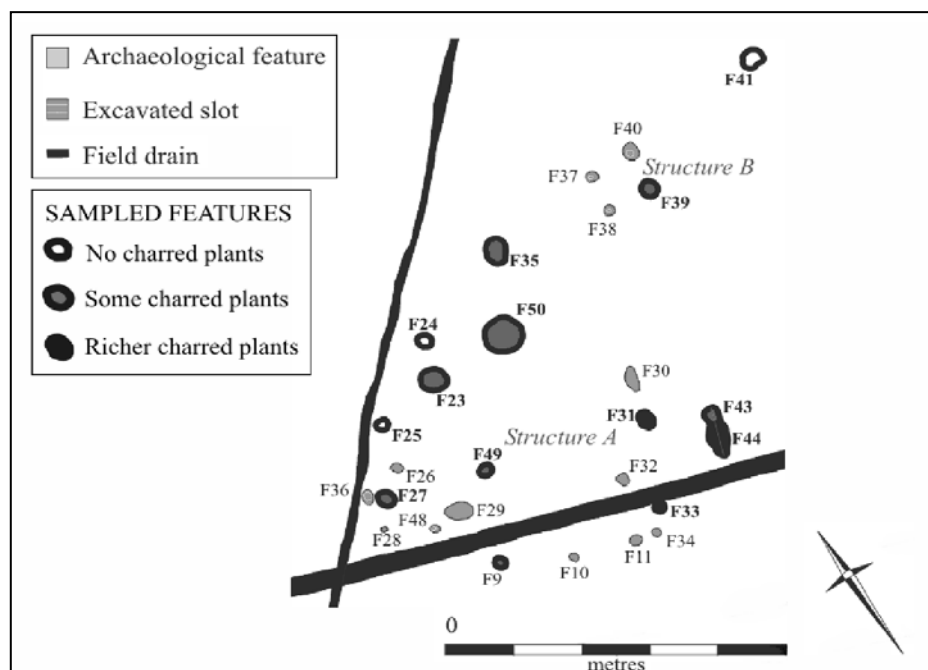 Archaeological feature
Excavated slot
Field drain
SAMPLED FEATURES
No charred plants
Some charred plants
Richer charred plants
F41
F40
Structure B
F37
F39
F38
F35
F50
F24
F30
F23
F43
F31
F25
Structure A
F44
F49
F26
F32
F36
F27
F29
F33
F48
F28
F34
F11
F9
F10
0
metres